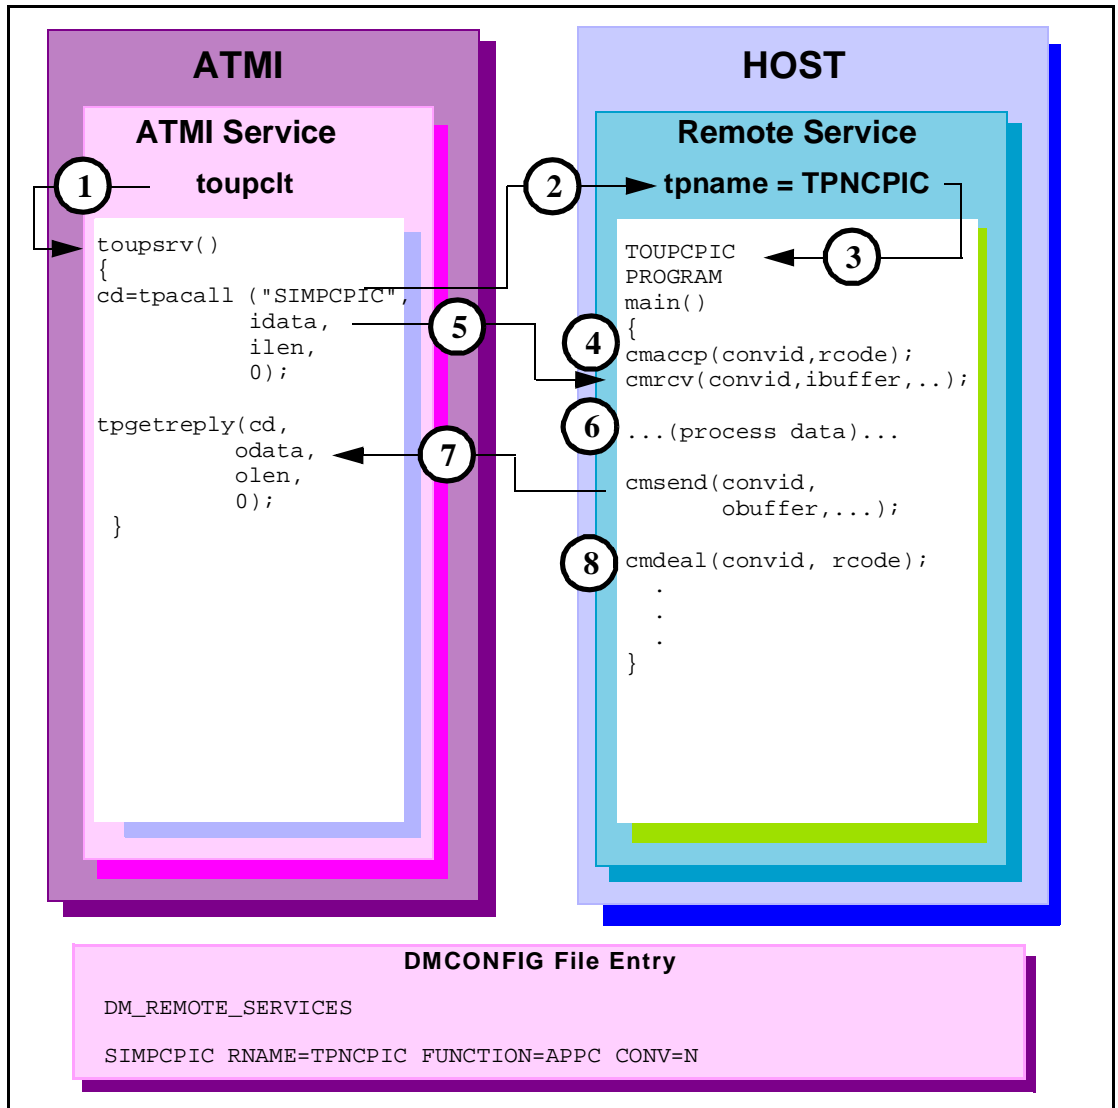 ATMI
ATMI Service
toupclt
1
toupsrv()
{
cd=tpacall ("SIMPCPIC",
idata,
ilen,
0);
tpgetreply(cd,
odata,
olen,
0);
}
HOST
Remote Service
2
tpname = TPNCPIC
TOUPCPIC
3
PROGRAM
main()
{
4
cmaccp(convid,rcode);
5
cmrcv(convid,ibuffer,..);
6
...(process data)...
7
cmsend(convid,
obuffer,...);
8
cmdeal(convid, rcode);
.
.
.
}
DMCONFIG File Entry
DM_REMOTE_SERVICES
SIMPCPIC RNAME=TPNCPIC FUNCTION=APPC CONV=N